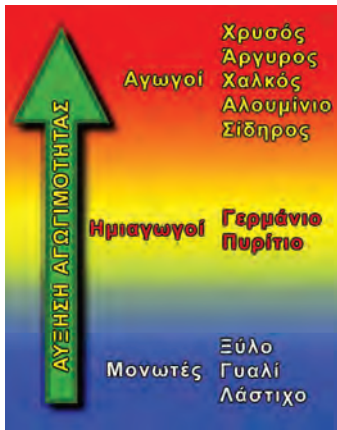 ΑΥΞΗΣΗ ΑΓΩΓΙΜΟΤΗΤΑΣ
Αγωγοί
Χρυσός
Άργυρος
Χαλκός
Αλουμίνιο
Σίδηρος
Ημιαγωγοί
Γερμάνιο
Πυρίτιο
Μονωτές
Ξύλο
Γυαλί
Λάστιχο